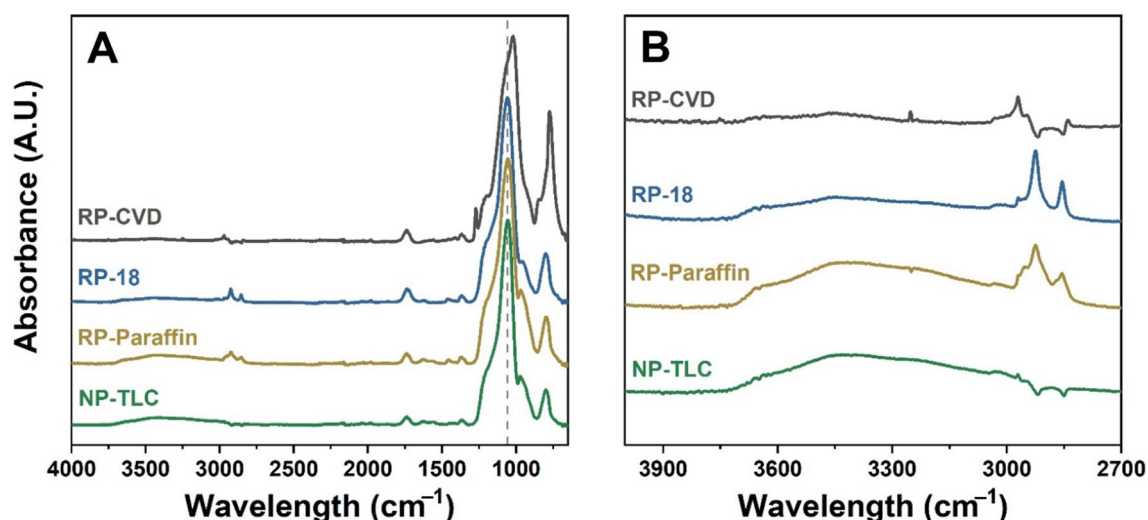 A
Absorbance (A.U.)
RP-CVD
RP-18
RP-Paraffin
NP-TLC
4000 3500 3000 2500 2000 1500 1000
Wavelength (cm⁻¹)
B
RP-CVD
RP-18
RP-Paraffin
NP-TLC
3900 3600 3300 3000 2700
Wavelength (cm⁻¹)